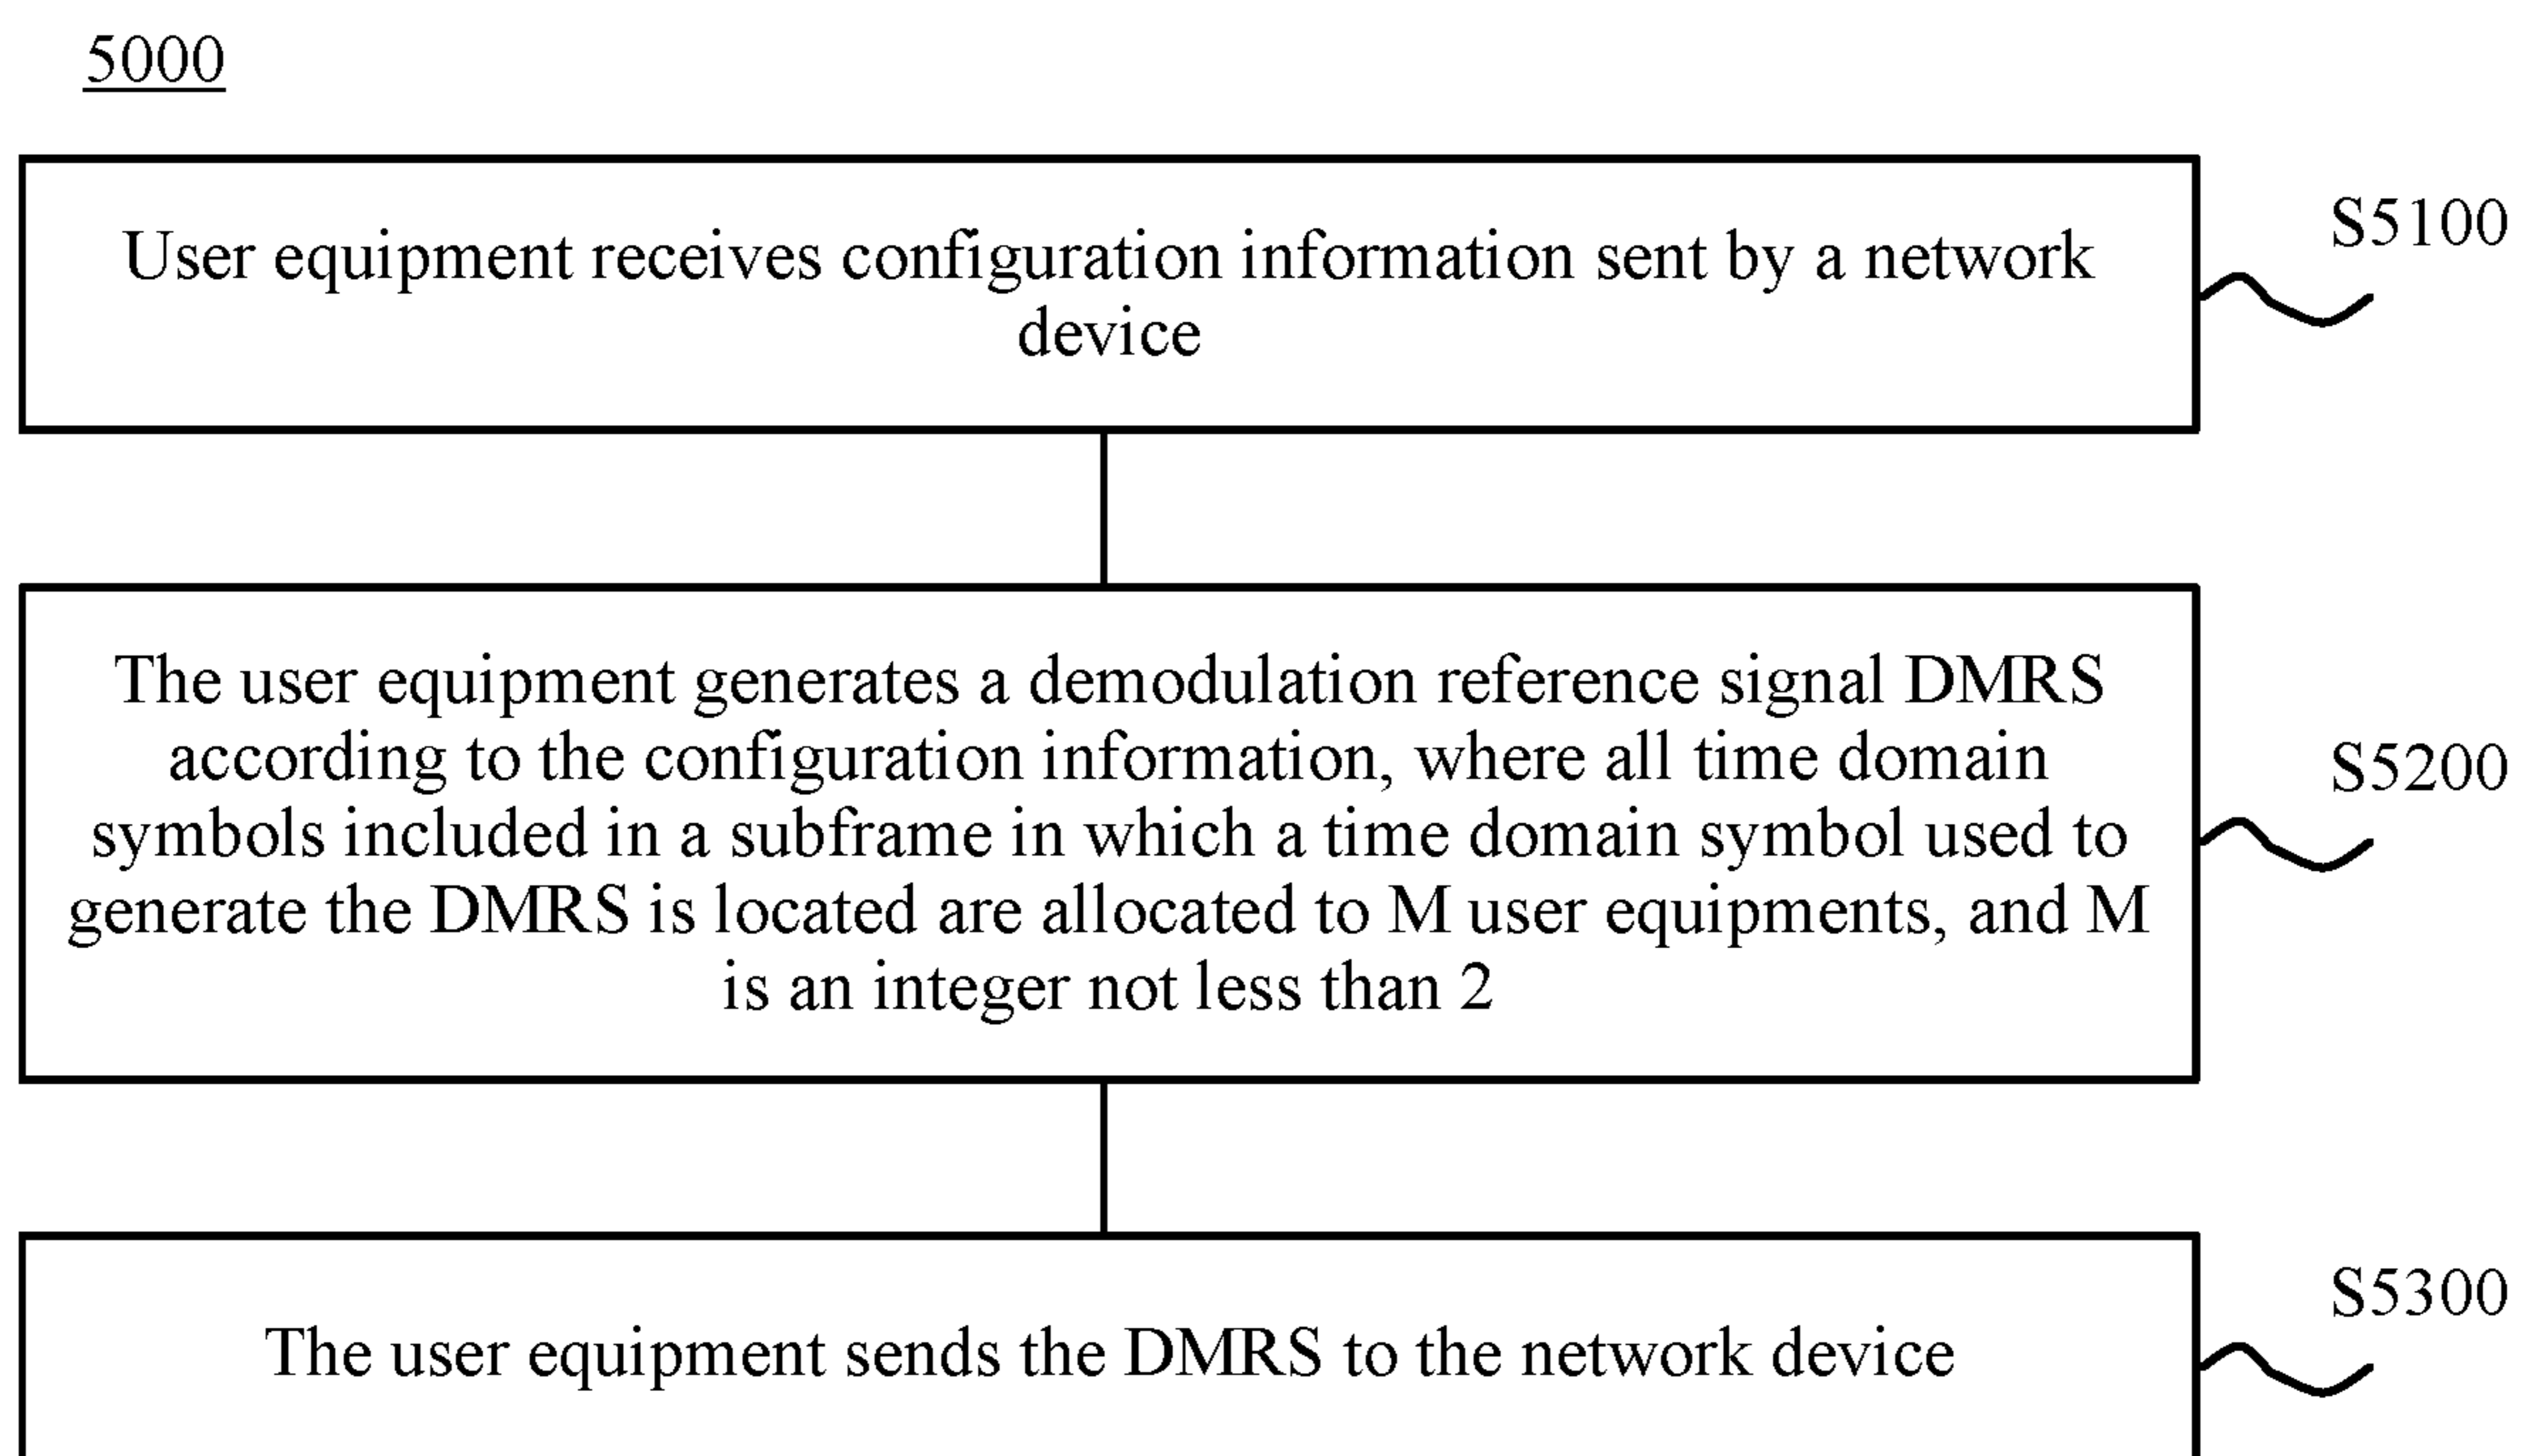 5000
User equipment receives configuration information sent by a network
device
S5100
The user equipment generates a demodulation reference signal DMRS
according to the configuration information, where all time domain
symbols included in a subframe in which a time domain symbol used to
generate the DMRS is located are allocated to M user equipments, and M
is an integer not less than 2
S5200
The user equipment sends the DMRS to the network device
S5300